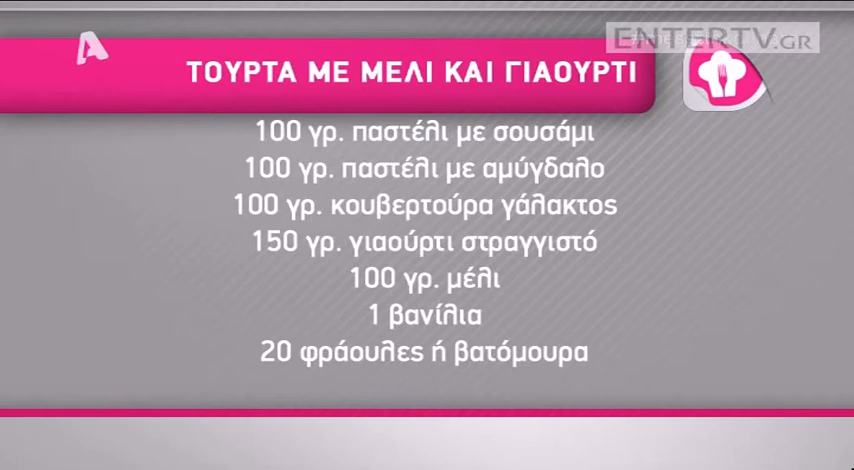 ENTERTV.GR
ΤΟΥΡΤΑ ΜΕ ΜΕΛΙ ΚΑΙ ΓΙΑΟΥΡΤΙ
100 γρ. παστέλι με σουσάμι
100 γρ. παστέλι με αμύγδαλο
100 γρ. κουβερτούρα γάλακτος
150 γρ. γιαούρτι στραγγιστό
100 γρ. μέλι
1 βανίλια
20 φράουλες ή βατόμουρα